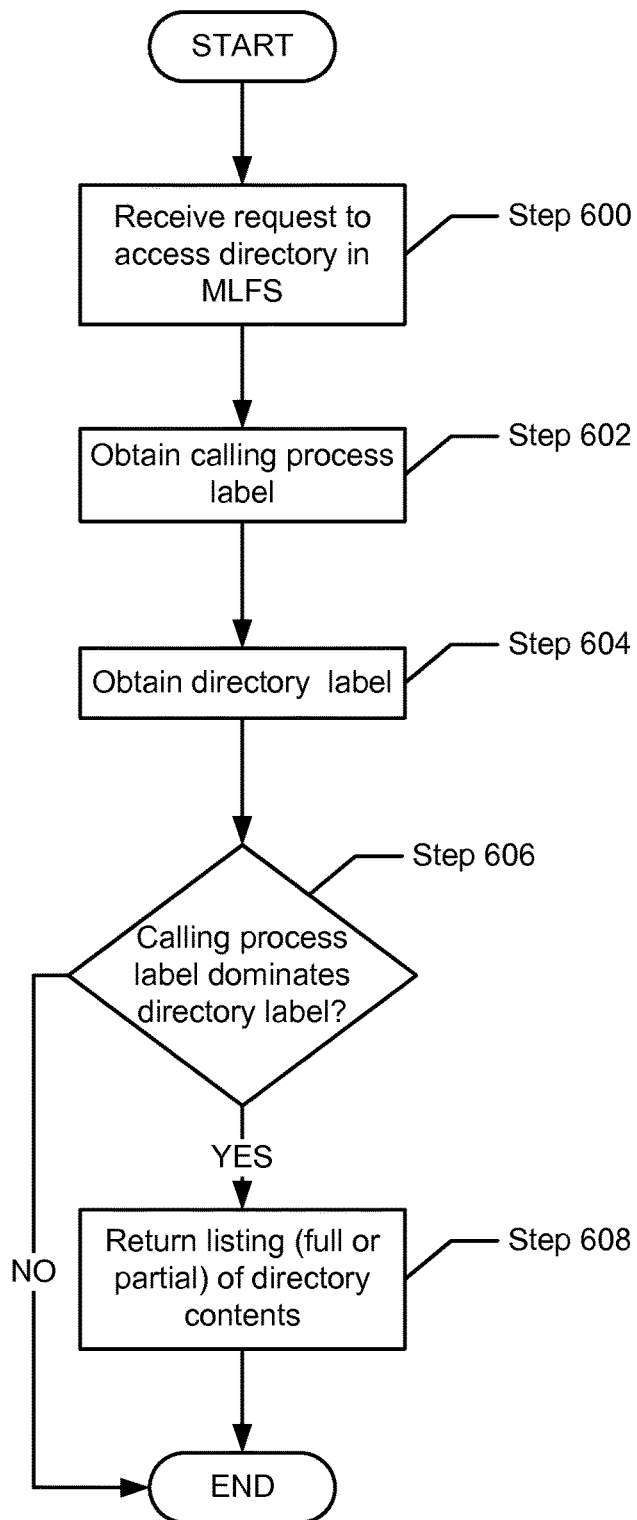 START
Receive request to
access directory in
MLFS
Step 600
Obtain calling process
label
Step 602
Obtain directory label
Step 604
Calling process
label dominates
directory label?
Step 606
YES
NO
Return listing (full or
partial) of directory
contents
Step 608
END